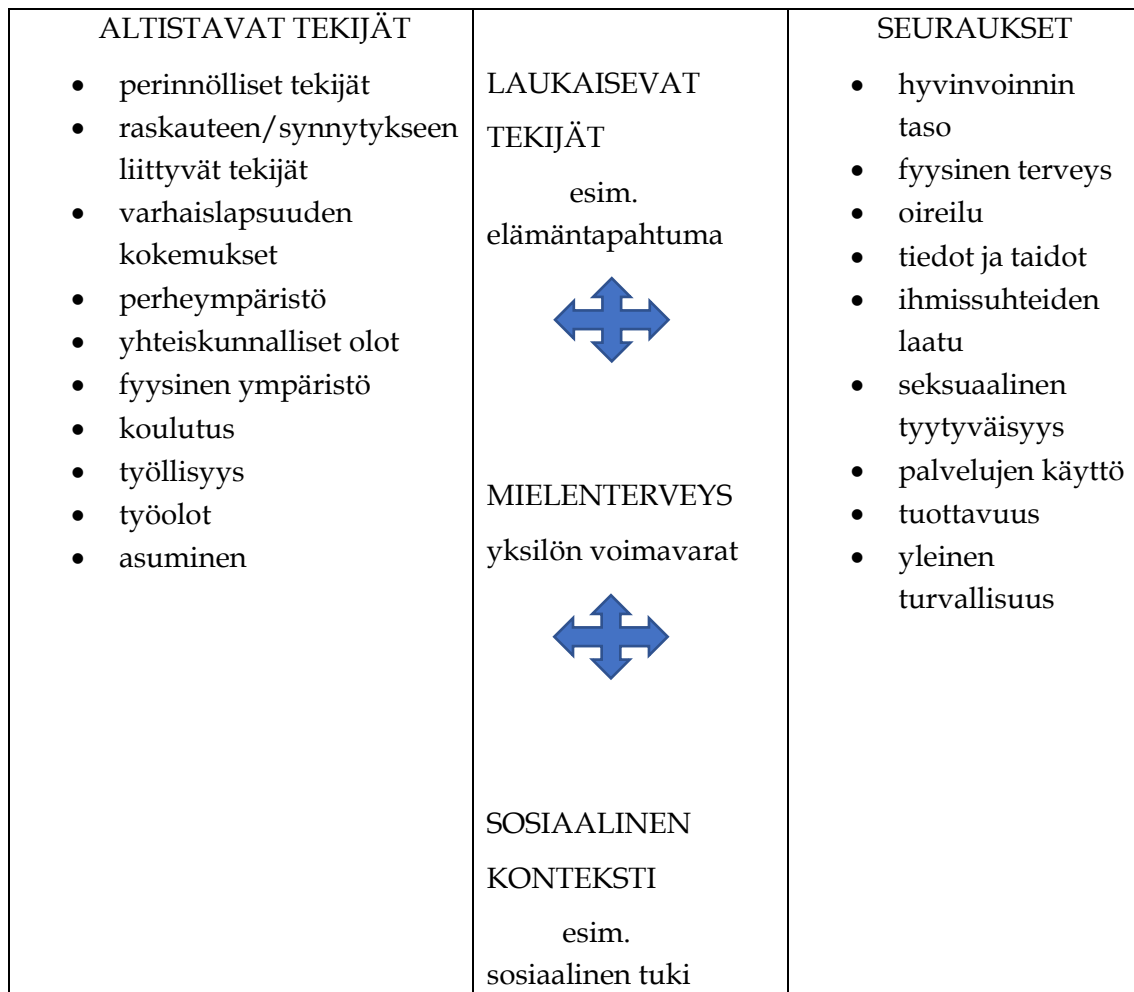 ALTISTAVAT TEKIJÄT
• perinnölliset tekijät
• raskauteen/synnytykseen
liittyvät tekijät
• varhaislapsuuden
kokemukset
• perheympäristö
• yhteiskunnalliset olot
• fyysinen ympäristö
• koulutus
• työllisyys
• työolot
• asuminen
LAUKAISEVAT
TEKIJÄT
esim.
elämäntapahtuma
MIELENTERVEYS
yksilön voimavarat
SOSIAALINEN
KONTEKSTI
esim.
sosiaalinen tuki
SEURAUKSET
• hyvinvoinnin
taso
• fyysinen terveys
• oireilu
• tiedot ja taidot
• ihmissuhteiden
laatu
• seksuaalinen
tyytyväisyys
• palvelujen käyttö
• tuottavuus
• yleinen
turvallisuus